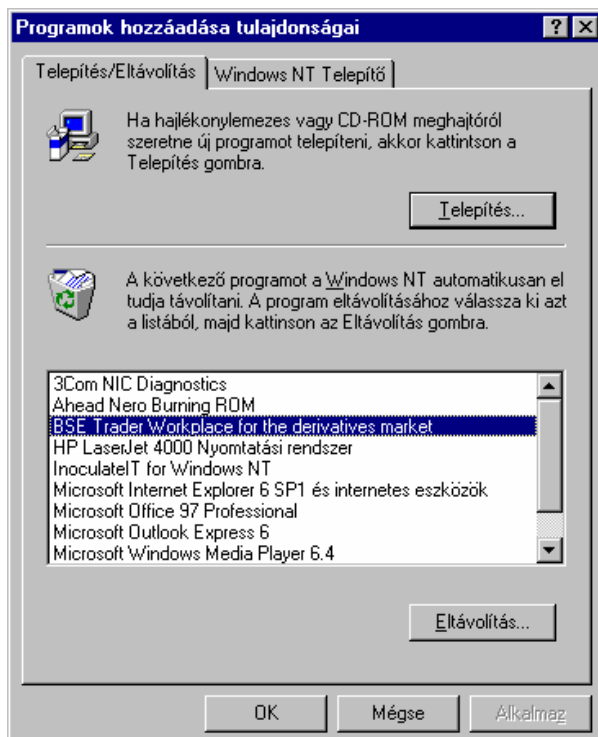 Programok hozzáadása tulajdonságai
Telepítés/Eltávolítás
Windows NT Telepítő
Ha hajlékonylemezes vagy CD-ROM meghajtóról
szeretne új programot telepíteni, akkor kattintson a
Telepítés gombra.
Telepítés...
A következő programot a Windows NT automatikusan el
tudja távolítani. A program eltávolításához válassza ki azt
a listából, majd kattinson az Eltávolítás gombra.
3Com NIC Diagnostics
Ahead Nero Burning ROM
BSE Trader Workplace for the derivatives market
HP LaserJet 4000 Nyomtatási rendszer
InoculateIT for Windows NT
Microsoft Internet Explorer 6 SP1 és internetes eszközök
Microsoft Office 97 Professional
Microsoft Outlook Express 6
Microsoft Windows Media Player 6.4
Eltávolítás...
OK
Mégse
Alkalmaz